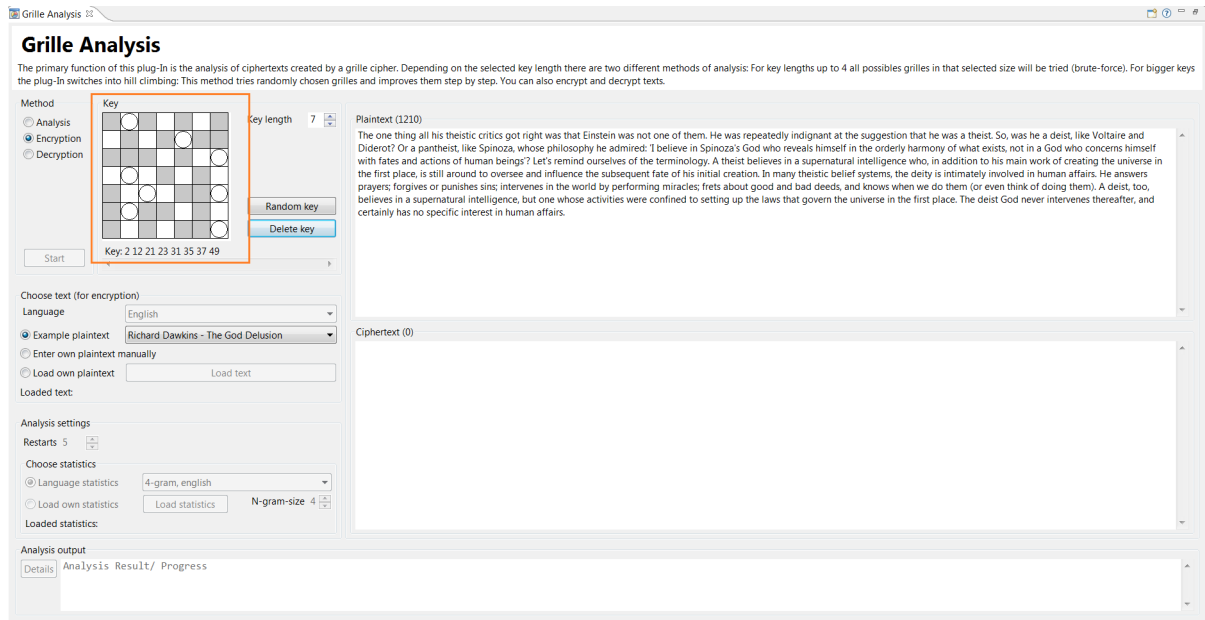 Grille Analysis
Grille Analysis
The primary function of this plug-In is the analysis of ciphertexts created by a grille cipher. Depending on the selected key length there are two different methods of analysis: For key lengths up to 4 all possibles grilles in that selected size will be tried (brute-force). For bigger keys
the plug-In switches into hill climbing: This method tries randomly chosen grilles and improves them step by step. You can also encrypt and decrypt texts.
Method
Analysis
Encryption
Decryption
Start
Key
Key length 7
Random key
Delete key
Key: 2 12 21 23 31 35 37 49
Choose text (for encryption)
Language English
Example plaintext Richard Dawkins - The God Delusion
Enter own plaintext manually
Load own plaintext Load text
Loaded text:
Analysis settings
Restarts 5
Choose statistics
Language statistics 4-gram, english
Load own statistics Load statistics N-gram-size 4
Loaded statistics:
Plaintext (1210)
The one thing all his theistic critics got right was that Einstein was not one of them. He was repeatedly indignant at the suggestion that he was a theist. So, was he a deist, like Voltaire and
Diderot? Or a pantheist, like Spinoza, whose philosophy he admired: 'I believe in Spinoza's God who reveals himself in the orderly harmony of what exists, not in a God who concerns himself
with fates and actions of human beings'? Let's remind ourselves of the terminology. A theist believes in a supernatural intelligence who, in addition to his main work of creating the universe in
the first place, is still around to oversee and influence the subsequent fate of his initial creation. In many theistic belief systems, the deity is intimately involved in human affairs. He answers
prayers; forgives or punishes sins; intervenes in the world by performing miracles; frets about good and bad deeds, and knows when we do them (or even think of doing them). A deist, too,
believes in a supernatural intelligence, but one whose activities were confined to setting up the laws that govern the universe in the first place. The deist God never intervenes thereafter, and
certainly has no specific interest in human affairs.
Ciphertext (0)
Analysis output
Details
Analysis Result/ Progress